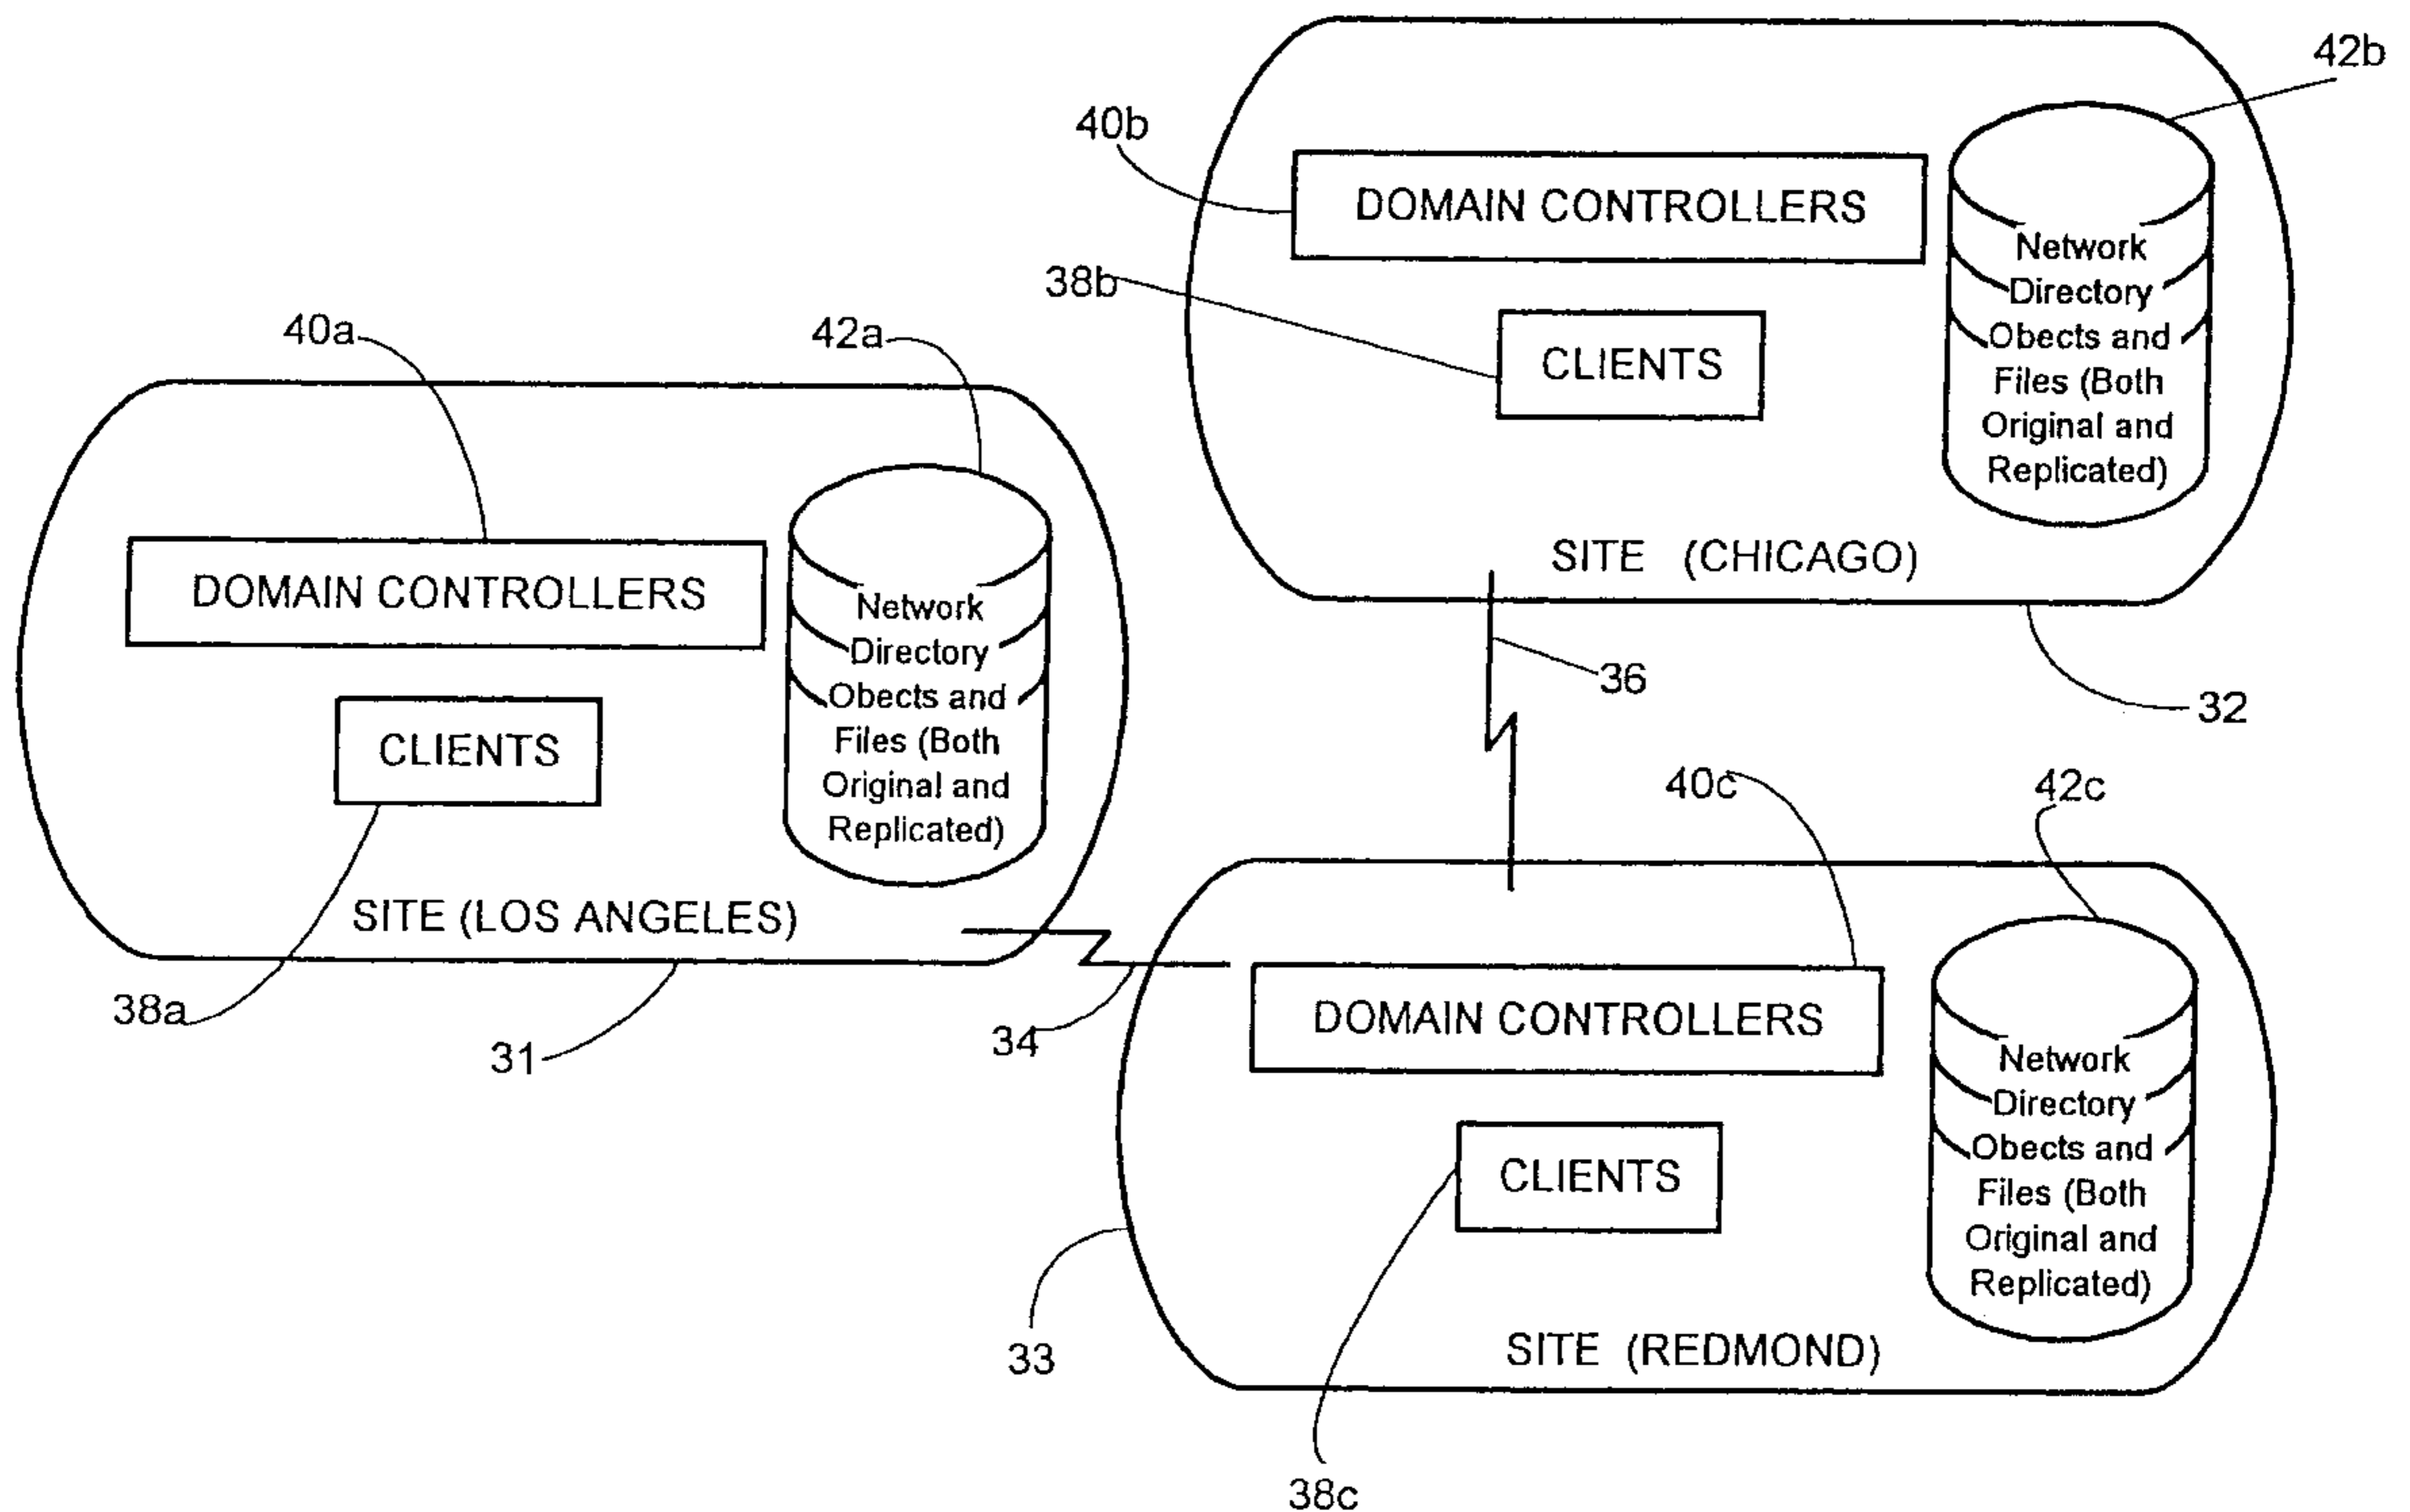 42b
40b
DOMAIN CONTROLLERS
38b
CLIENTS
Network
Directory
Obects and
Files (Both
Original and
Replicated)
SITE (CHICAGO)
36
32
40a
42a
DOMAIN CONTROLLERS
CLIENTS
Network
Directory
Obects and
Files (Both
Original and
Replicated)
SITE (LOS ANGELES)
38a
31
34
40c
42c
DOMAIN CONTROLLERS
CLIENTS
Network
Directory
Obects and
Files (Both
Original and
Replicated)
SITE (REDMOND)
33
38c